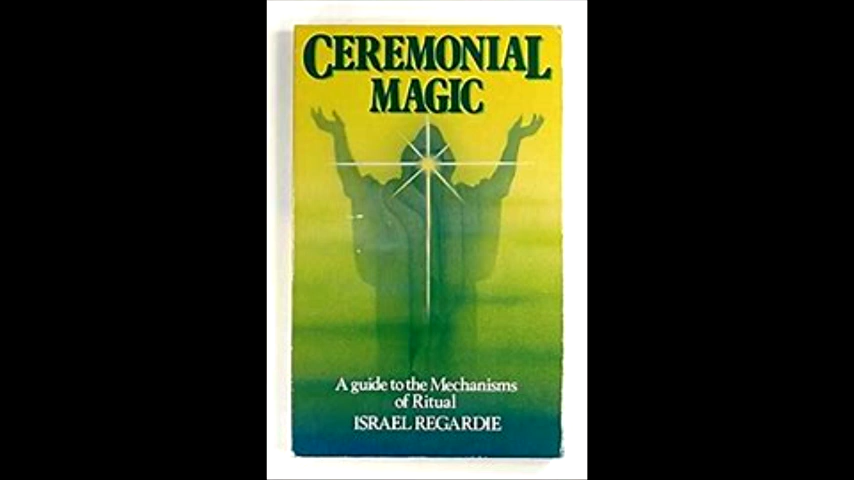 CEREMONIAL
MAGIC
A guide to the Mechanisms
of Ritual
ISRAEL REGARDIE